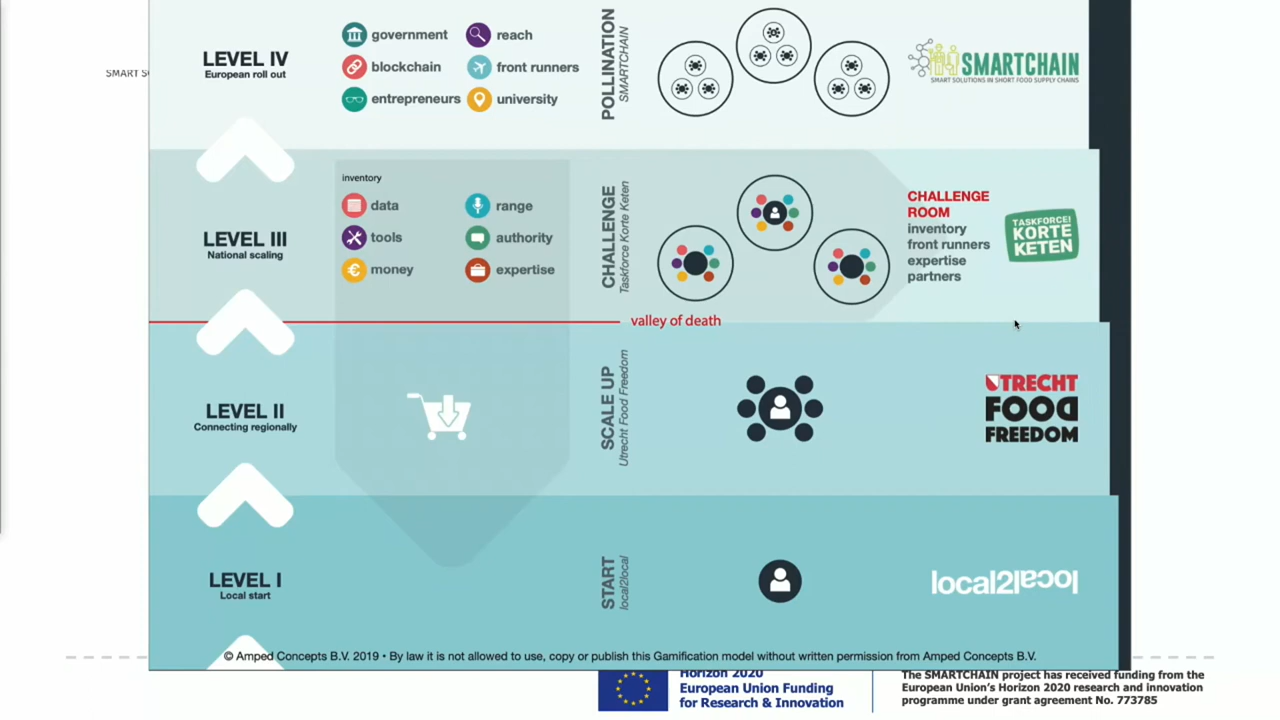 LEVEL IV
European roll out
government
reach
blockchain
front runners
entrepreneurs
university
POLLINATION
SMARTCHAIN
SMARTCHAIN
SMART SOLUTIONS IN SHORT FOOD SUPPLY CHAINS
SMART S
LEVEL III
National scaling
inventory
data
range
tools
authority
money
expertise
CHALLENGE
Taskforce Korte Keten
CHALLENGE
ROOM
inventory
front runners
expertise
partners
TASKFORCE!
KORTE
KETEN
valley of death
LEVEL II
Connecting regionally
SCALE UP
Utrecht Food Freedom
UTRECHT
FOOD
FREEDOM
LEVEL I
Local start
START
local2local
local2local
© Amped Concepts B.V. 2019 • By law it is not allowed to use, copy or publish this Gamification model without written permission from Amped Concepts B.V.
Horizon 2020
European Union Funding
for Research & Innovation
The SMARTCHAIN project has received funding from the
European Union's Horizon 2020 research and innovation
programme under grant agreement No. 773785